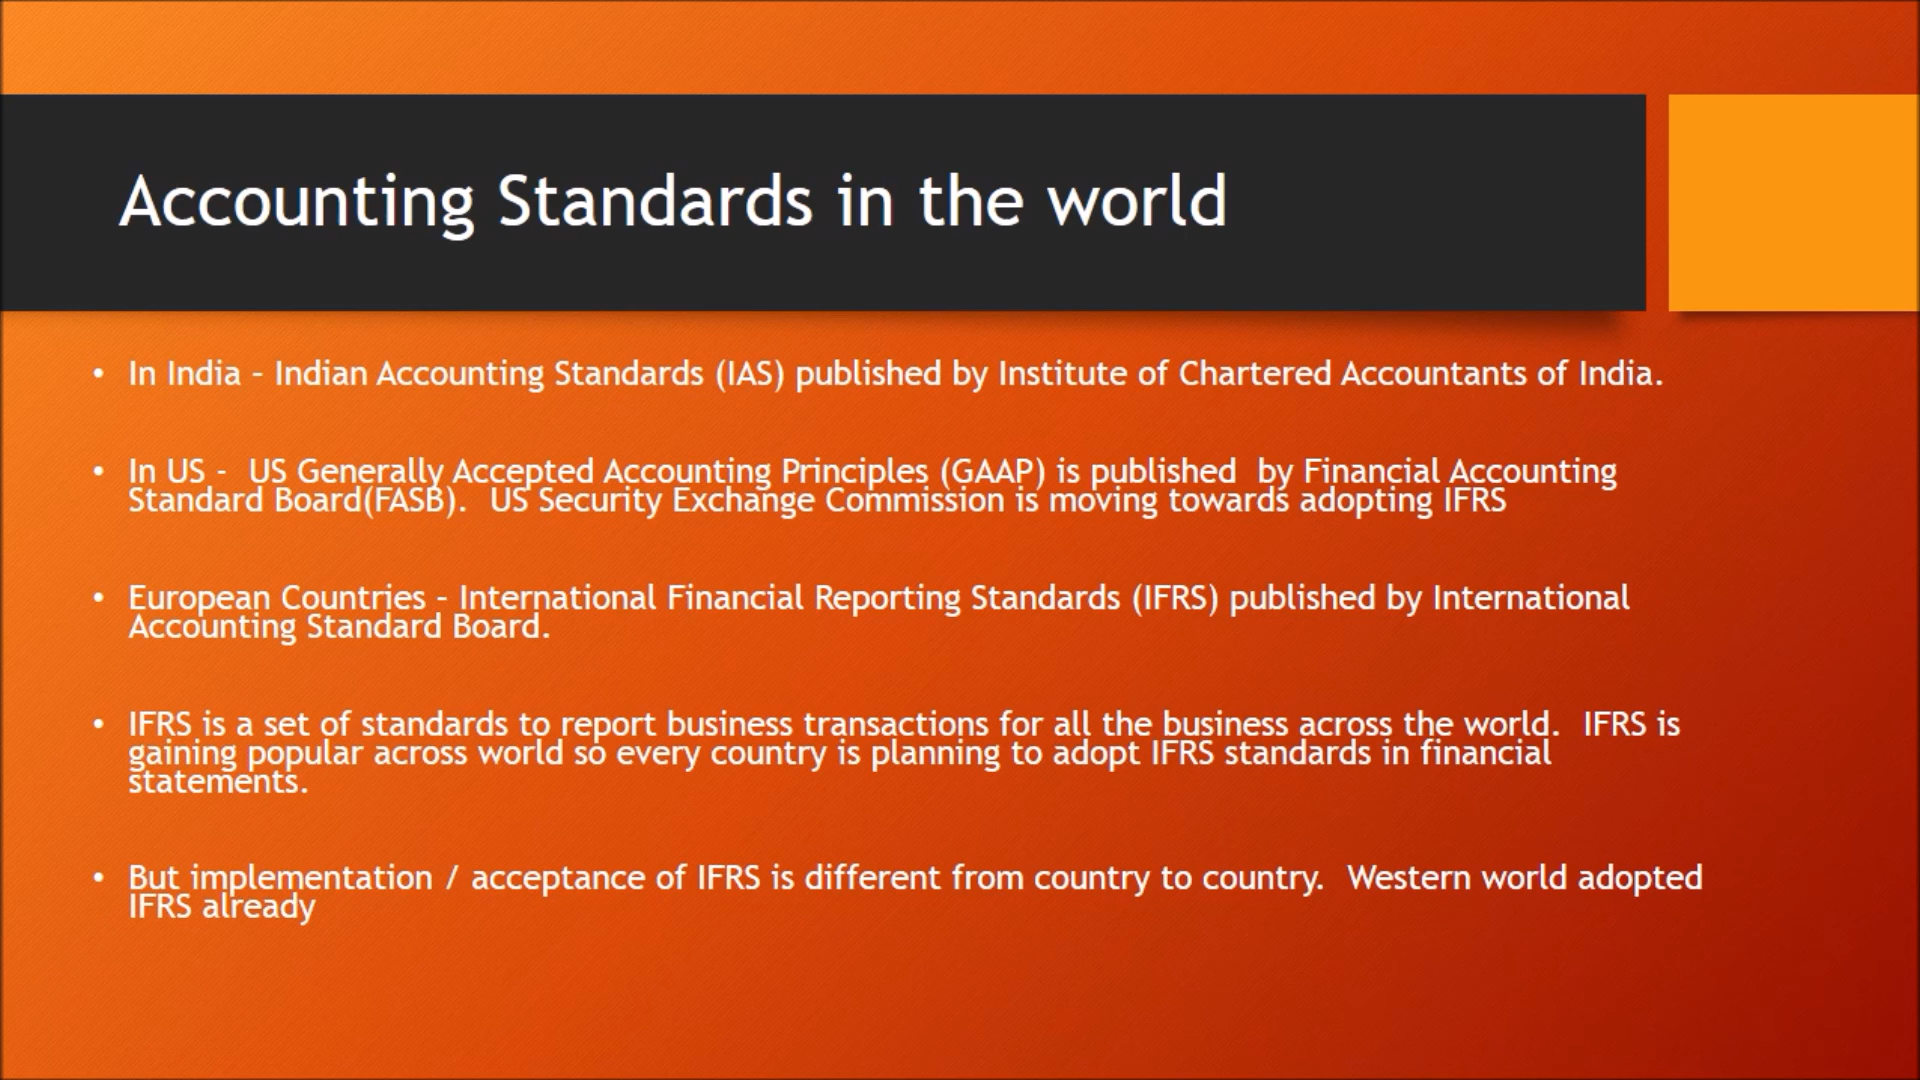 Accounting Standards in the world
• In India – Indian Accounting Standards (IAS) published by Institute of Chartered Accountants of India.
• In US -  US Generally Accepted Accounting Principles (GAAP) is published  by Financial Accounting
Standard Board(FASB).  US Security Exchange Commission is moving towards adopting IFRS
• European Countries – International Financial Reporting Standards (IFRS) published by International
Accounting Standard Board.
• IFRS is a set of standards to report business transactions for all the business across the world.  IFRS is
gaining popular across world so every country is planning to adopt IFRS standards in financial
statements.
• But implementation / acceptance of IFRS is different from country to country.  Western world adopted
IFRS already